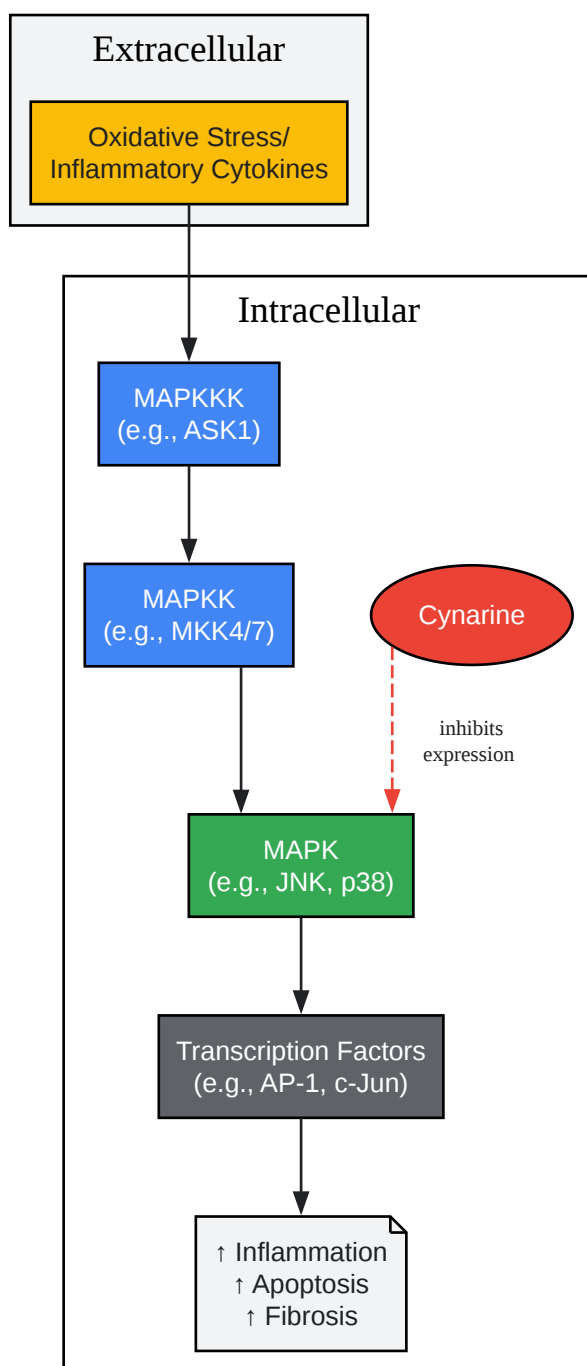 Extracellular
Oxidative Stress/
Inflammatory Cytokines
Intracellular
MAPKKK
(e.g., ASK1)
MAPKK
(e.g., MKK4/7)
Cynarine
inhibits
expression
MAPK
(e.g., JNK, p38)
Transcription Factors
(e.g., AP-1, c-Jun)
↑ Inflammation
↑ Apoptosis
↑ Fibrosis